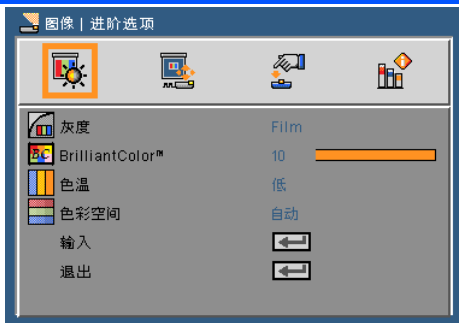 图像 | 进阶选项
灰度 Film
BC BrilliantColor™ 10
色温 低
色彩空间 自动
输入
退出